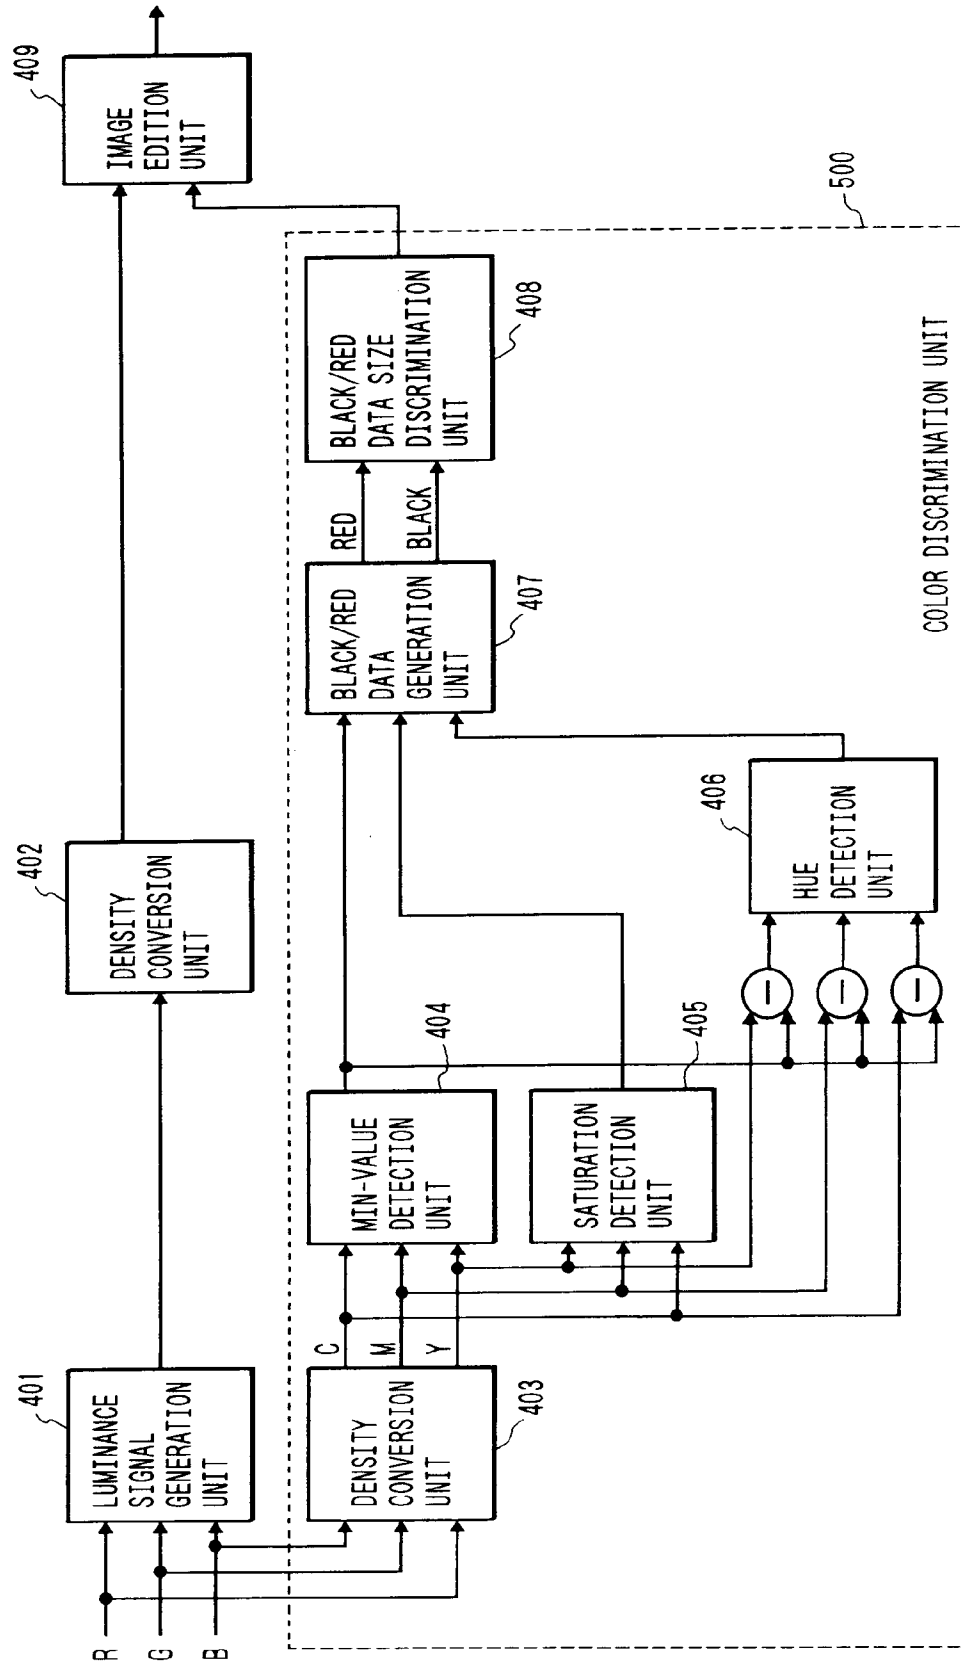 R
G
B
401
LUMINANCE
SIGNAL
GENERATION
UNIT
402
DENSITY
CONVERSION
UNIT
409
IMAGE
EDITION
UNIT
500
DENSITY
CONVERSION
UNIT
403
C
M
Y
MIN-VALUE
DETECTION
UNIT
404
SATURATION
DETECTION
UNIT
405
406
HUE
DETECTION
UNIT
BLACK/RED
DATA
GENERATION
UNIT
407
RED
BLACK
BLACK/RED
DATA SIZE
DISCRIMINATION
UNIT
408
COLOR DISCRIMINATION UNIT